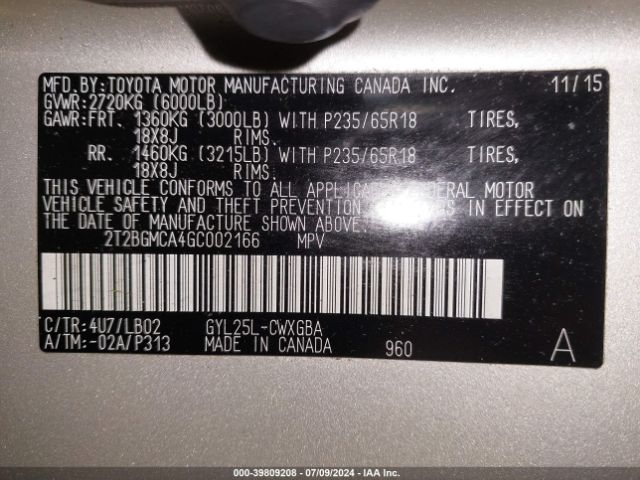 MFD.BY:TOYOTA MOTOR MANUFACTURING CANADA INC. 11/15
GVWR:2720KG (6000LB)
GAWR:FRT. 1360KG (3000LB) WITH P235/65R18 TIRES,
18X8J RIMS.
RR. 1460KG (3215LB) WITH P235/65R18 TIRES,
18X8J RIMS.
THIS VEHICLE CONFORMS TO ALL MOTOR
VEHICLE SAFETY AND THEFT PREVENTION IN EFFECT ON
THE DATE OF MANUFACTURE SHOWN ABOVE.
2T2BGMCA4GC002166 MPV
C/TR:4U7/LB02 GYL25L-CWXGBA
A/TM:-02A/P313 MADE IN CANADA 960 A
000-39809208 - 07/09/2024 - IAA Inc.